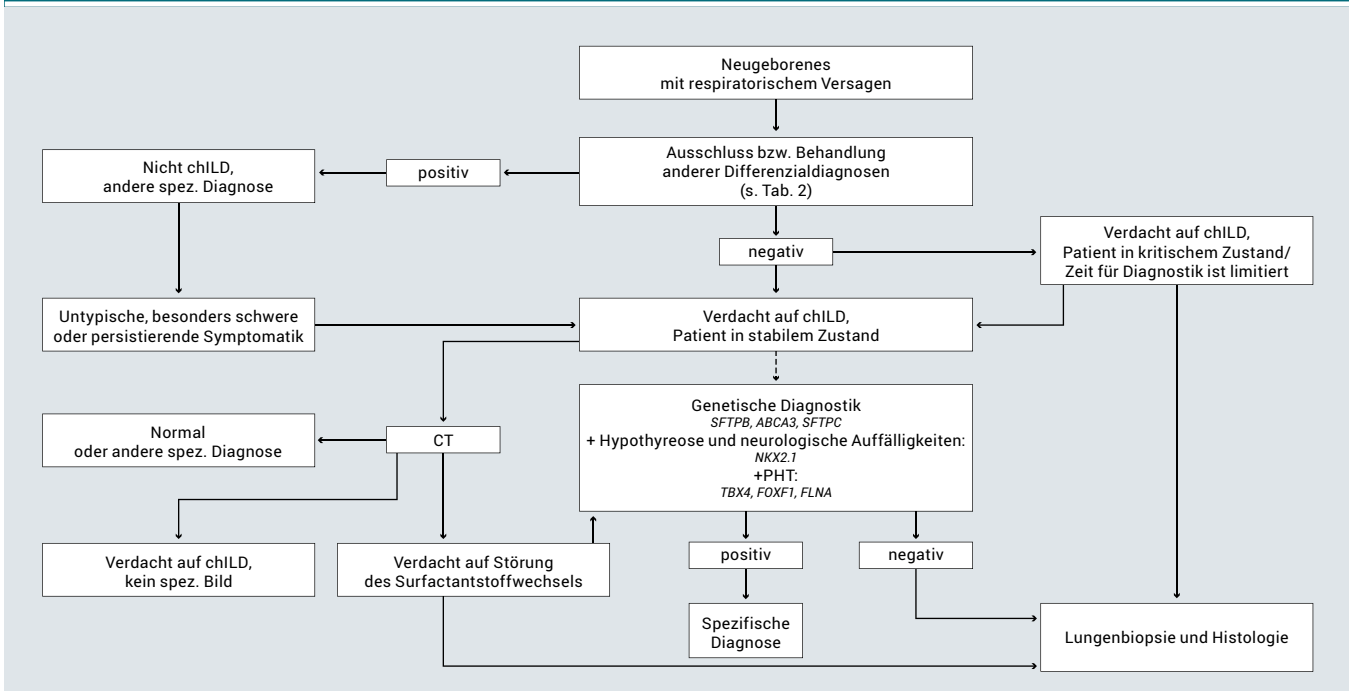 Neugeborenes
mit respiratorischem Versagen
Ausschluss bzw. Behandlung
anderer Differenzialdiagnosen
(s. Tab. 2)
positiv
Nicht chILD,
andere spez. Diagnose
negativ
Verdacht auf chILD,
Patient in kritischem Zustand/
Zeit für Diagnostik ist limitiert
Untypische, besonders schwere
oder persistierende Symptomatik
Verdacht auf chILD,
Patient in stabilem Zustand
Genetische Diagnostik
SFTPB, ABCA3, SFTPC
+ Hypothyreose und neurologische Auffälligkeiten:
NKX2.1
+PHT:
TBX4, FOXF1, FLNA
Normal
oder andere spez. Diagnose
CT
Verdacht auf chILD,
kein spez. Bild
Verdacht auf Störung
des Surfactantstoffwechsels
positiv
negativ
Spezifische
Diagnose
Lungenbiopsie und Histologie